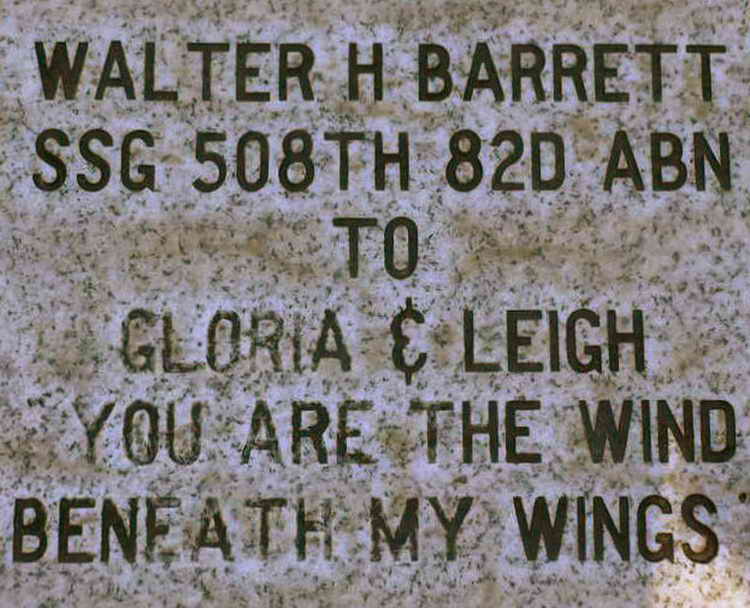 WALTER H BARRETT
SSG 508TH 82D ABN
TO
GLORIA & LEIGH
YOU ARE THE WIND
BENEATH MY WINGS